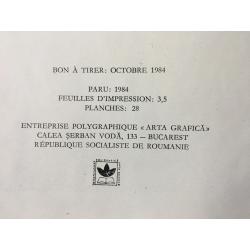 BON À TIRER: OCTOBRE 1984
PARU: 1984
FEUILLES D'IMPRESSION: 3,5
PLANCHES: 28
ENTREPRISE POLYGRAPHIQUE « ARTA GRAFICĂ»
CALEA ȘERBAN VODĂ, 133 — BUCAREST
RÉPUBLIQUE SOCIALISTE DE ROUMANIE